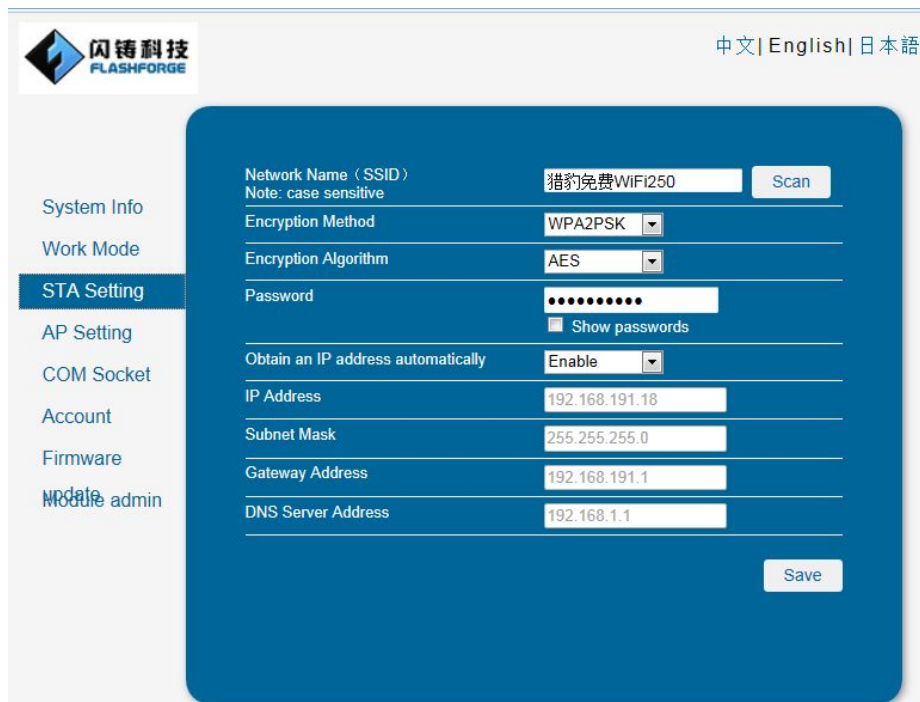 闪铸科技
FLASHFORGE
中文| English| 日本語
System Info
Work Mode
STA Setting
AP Setting
COM Socket
Account
Firmware
update
Module admin
Network Name（SSID）
Note: case sensitive
猎豹免费WiFi250
Scan
Encryption Method
WPA2PSK
Encryption Algorithm
AES
Password
••••••••••
Show passwords
Obtain an IP address automatically
Enable
IP Address
192.168.191.18
Subnet Mask
255.255.255.0
Gateway Address
192.168.191.1
DNS Server Address
192.168.1.1
Save